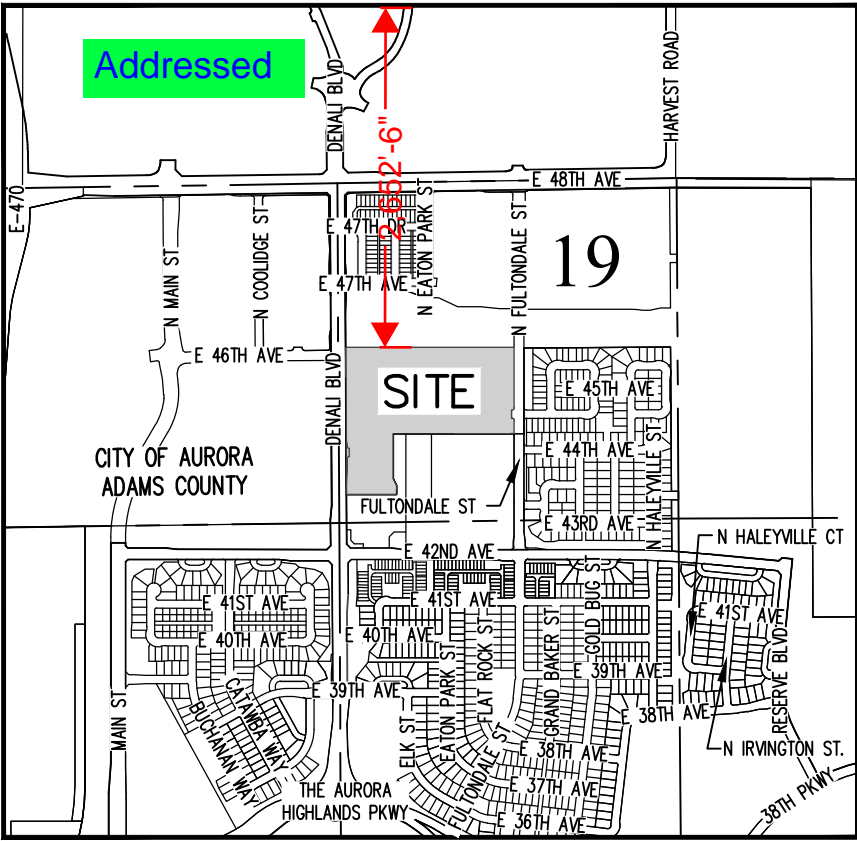 Addressed
DENALI BLVD
HARVEST ROAD
2,652'-6"
E-470
E 48TH AVE
N MAIN ST
N COOLIDGE ST
E 47TH DR
N EATON PARK ST
N FULTONDALE ST
19
E 47TH AVE
E 46TH AVE
DENALI BLVD
SITE
E 45TH AVE
CITY OF AURORA
ADAMS COUNTY
E 44TH AVE
N HALEYVILLE ST
FULTONDALE ST
E 43RD AVE
N HALEYVILLE CT
E 42ND AVE
E 41ST AVE
E 41ST AVE
E 41ST AVE
GOLD BUG ST
E 40TH AVE
E 40TH AVE
FLAT ROCK ST
GRAND BAKER ST
EATON PARK ST
E 39TH AVE
E 39TH AVE
RESERVE BLVD
MAIN ST
CATAWBA WAY
BUCHANAN WAY
ELK ST
E 38TH AVE
FULTONDALE ST
E 38TH AVE
N IRVINGTON ST.
THE AURORA
HIGHLANDS PKWY
E 37TH AVE
38TH PKWY
E 36TH AVE